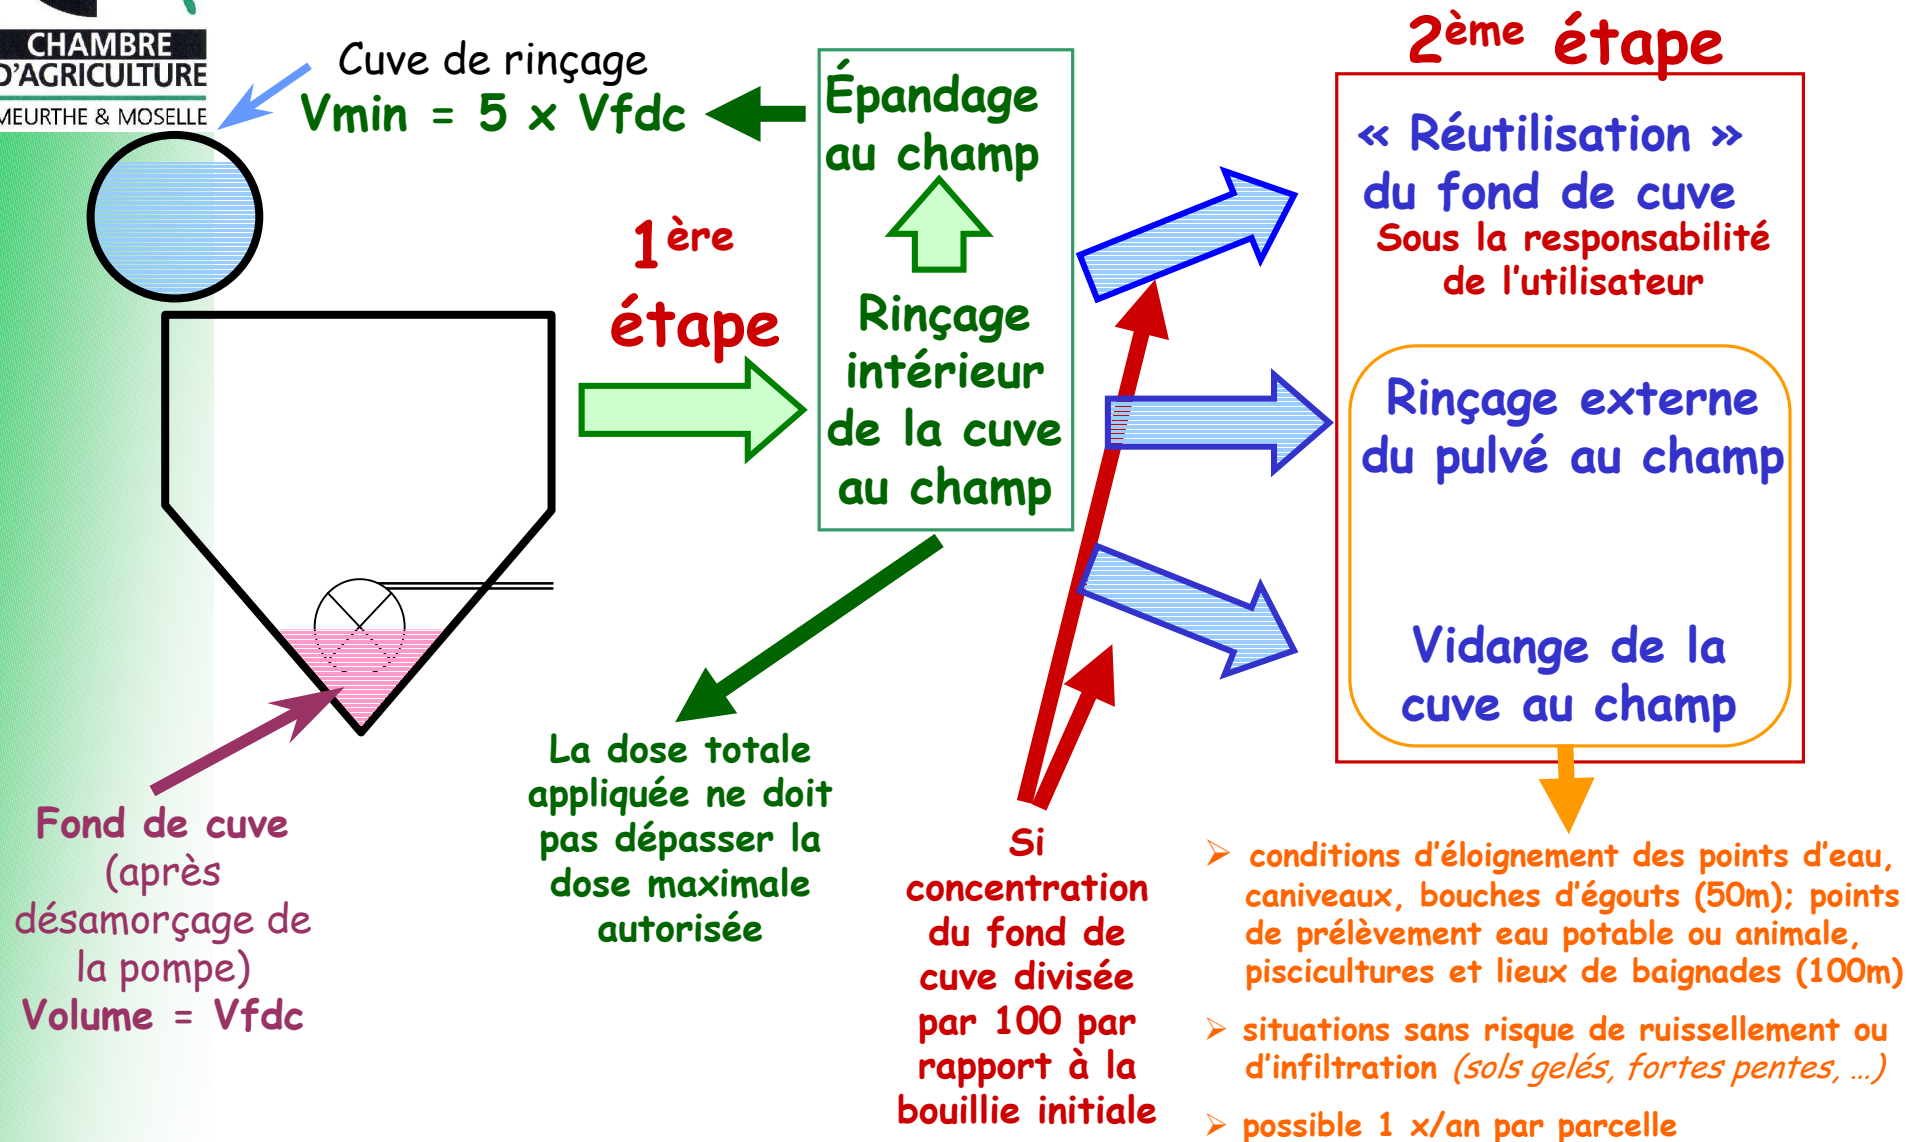 CHAMBRE
D'AGRICULTURE
MEURTHE & MOSELLE
Cuve de rinçage
Vmin = 5 x Vfdc
1ère
étape
Épandage
au champ
Rinçage
intérieur
de la cuve
au champ
2ème étape
« Réutilisation »
du fond de cuve
Sous la responsabilité
de l'utilisateur
Rinçage externe
du pulvé au champ
Vidange de la
cuve au champ
Fond de cuve
(après
désamorçage de
la pompe)
Volume = Vfdc
La dose totale
appliquée ne doit
pas dépasser la
dose maximale
autorisée
Si
concentration
du fond de
cuve divisée
par 100 par
rapport à la
bouillie initiale
➢ conditions d'éloignement des points d'eau,
caniveaux, bouches d'égouts (50m); points
de prélèvement eau potable ou animale,
piscicultures et lieux de baignades (100m)
➢ situations sans risque de ruissellement ou
d'infiltration (sols gelés, fortes pentes, …)
➢ possible 1 x/an par parcelle